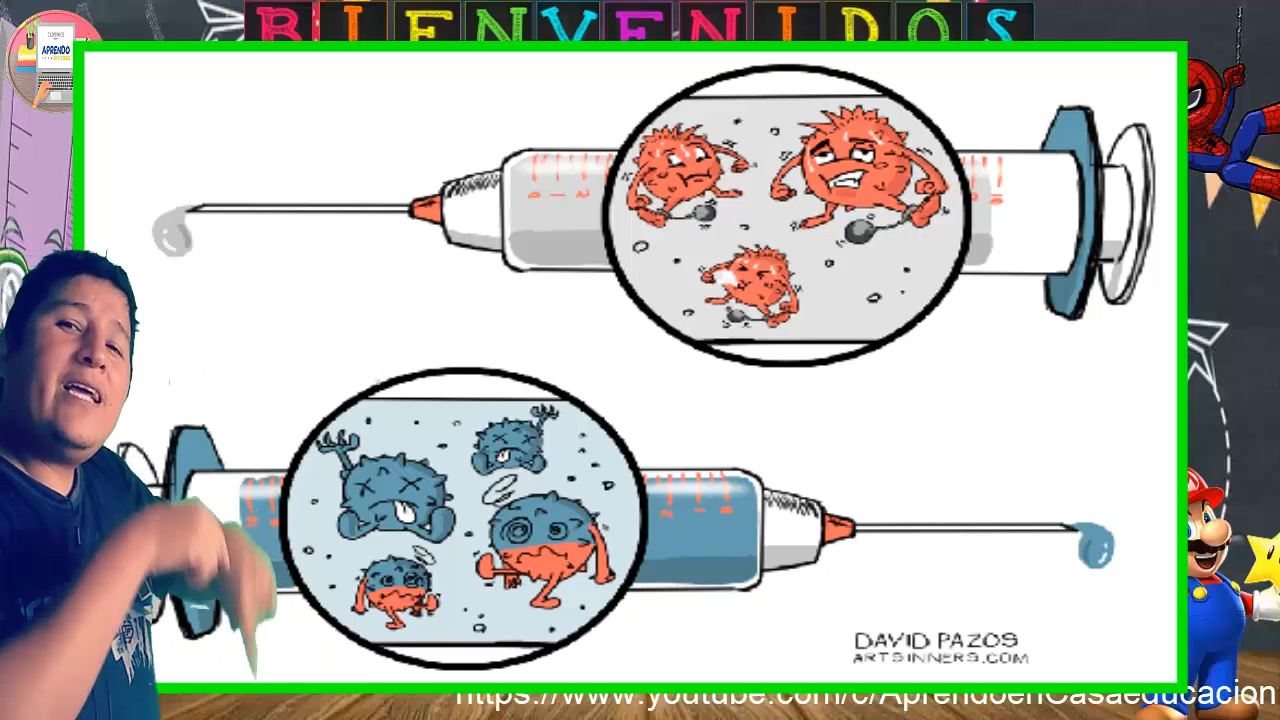 BIENVENIDOS
APRENDO
DAVID PAZOS
ARTSINNERS.COM
https://www.youtube.com/c/AprendoenCasaeducacion